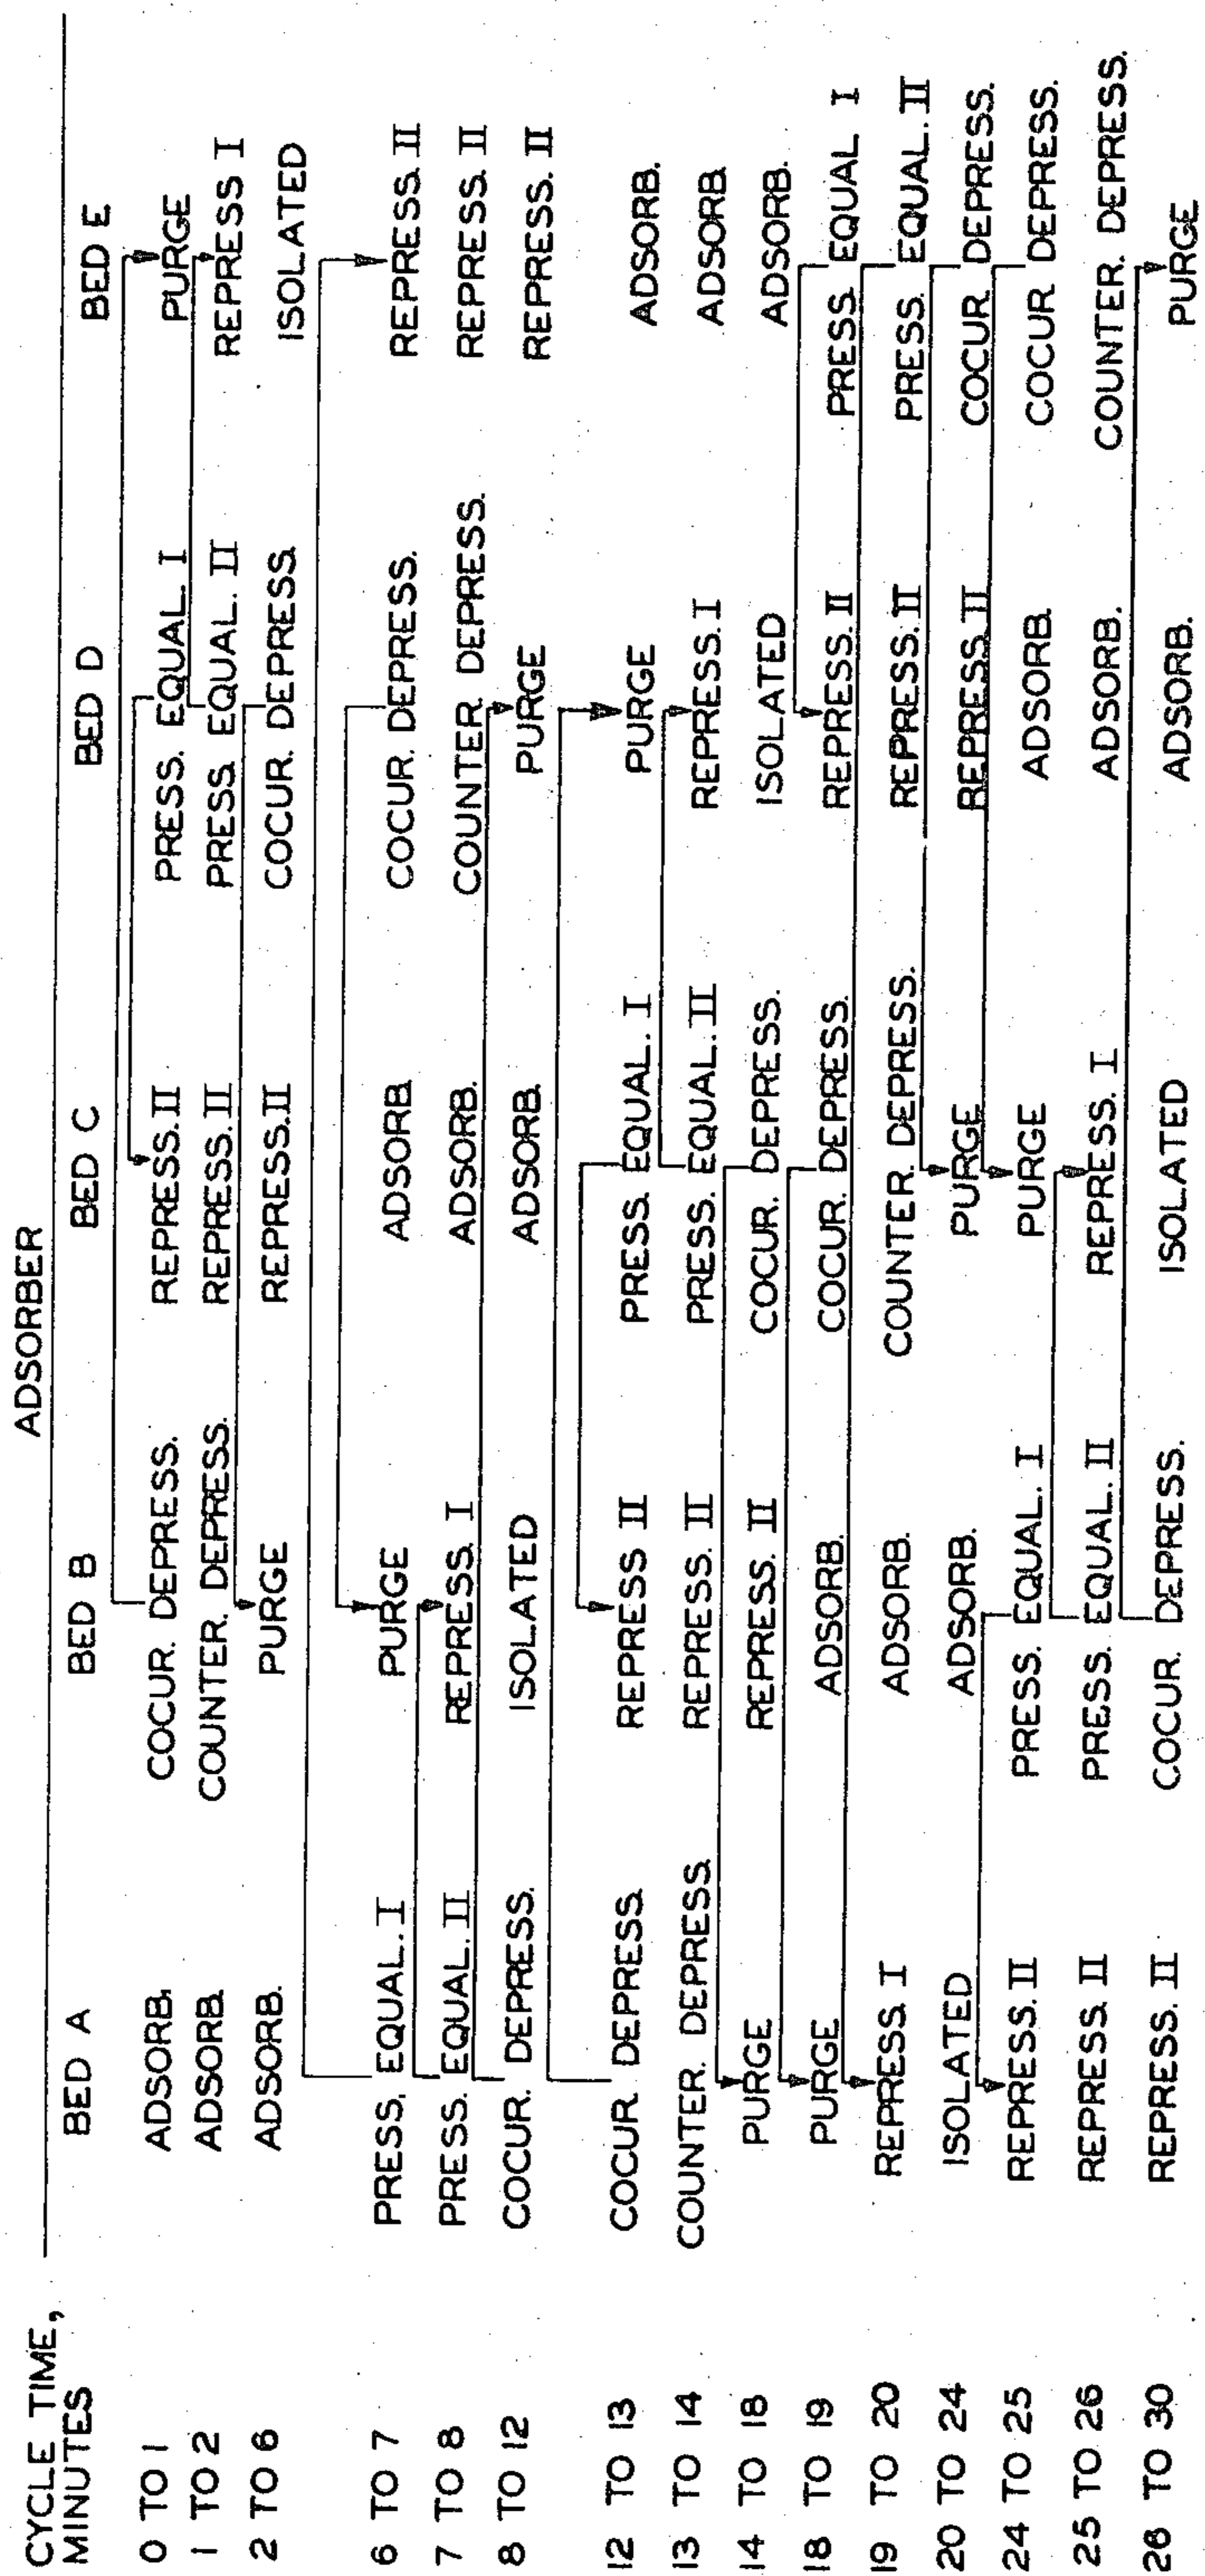 ADSORBER
CYCLE TIME, MINUTES BED A BED B BED C BED D BED E
0 TO 1 ADSORB. COCUR. DEPRESS. REPRESS. II PRESS. EQUAL. I PURGE
1 TO 2 ADSORB. COUNTER. DEPRESS. REPRESS. II PRESS. EQUAL. II REPRESS I
2 TO 6 ADSORB. PURGE REPRESS. II COCUR. DEPRESS. ISOLATED
6 TO 7 PRESS. EQUAL. I PURGE ADSORB. COCUR. DEPRESS. REPRESS. II
7 TO 8 PRESS. EQUAL. II REPRESS. I ADSORB. COUNTER. DEPRESS. REPRESS. II
8 TO 12 COCUR. DEPRESS. ISOLATED ADSORB. PURGE REPRESS. II
12 TO 13 COCUR. DEPRESS. REPRESS II PRESS. EQUAL. I PURGE ADSORB.
13 TO 14 COUNTER. DEPRESS. REPRESS. II PRESS. EQUAL. II REPRESS. I ADSORB.
14 TO 18 PURGE REPRESS. II COCUR. DEPRESS. ISOLATED ADSORB.
18 TO 19 PURGE ADSORB. COCUR. DEPRESS. REPRESS. II PRESS. EQUAL I
19 TO 20 REPRESS. I ADSORB. COUNTER. DEPRESS. REPRESS. II PRESS. EQUAL. II
20 TO 24 ISOLATED ADSORB. PURGE REPRESS. II COCUR. DEPRESS.
24 TO 25 REPRESS. II PRESS. EQUAL. I PURGE ADSORB. COCUR DEPRESS.
25 TO 26 REPRESS. II PRESS. EQUAL. II REPRESS. I ADSORB. COUNTER. DEPRESS.
26 TO 30 REPRESS. II COCUR. DEPRESS. ISOLATED ADSORB. PURGE